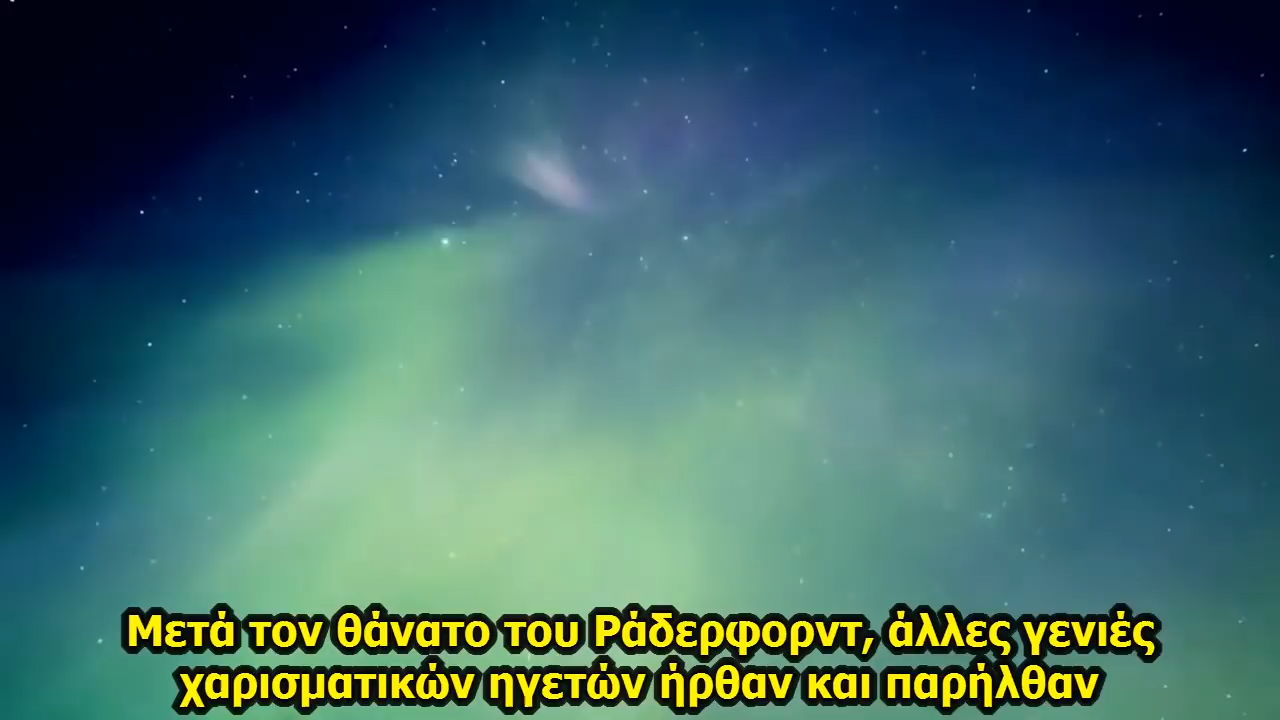 Μετά τον θάνατο του Ράδερφορντ, άλλες γενιές
χαρισματικών ηγετών ήρθαν και παρήλθαν